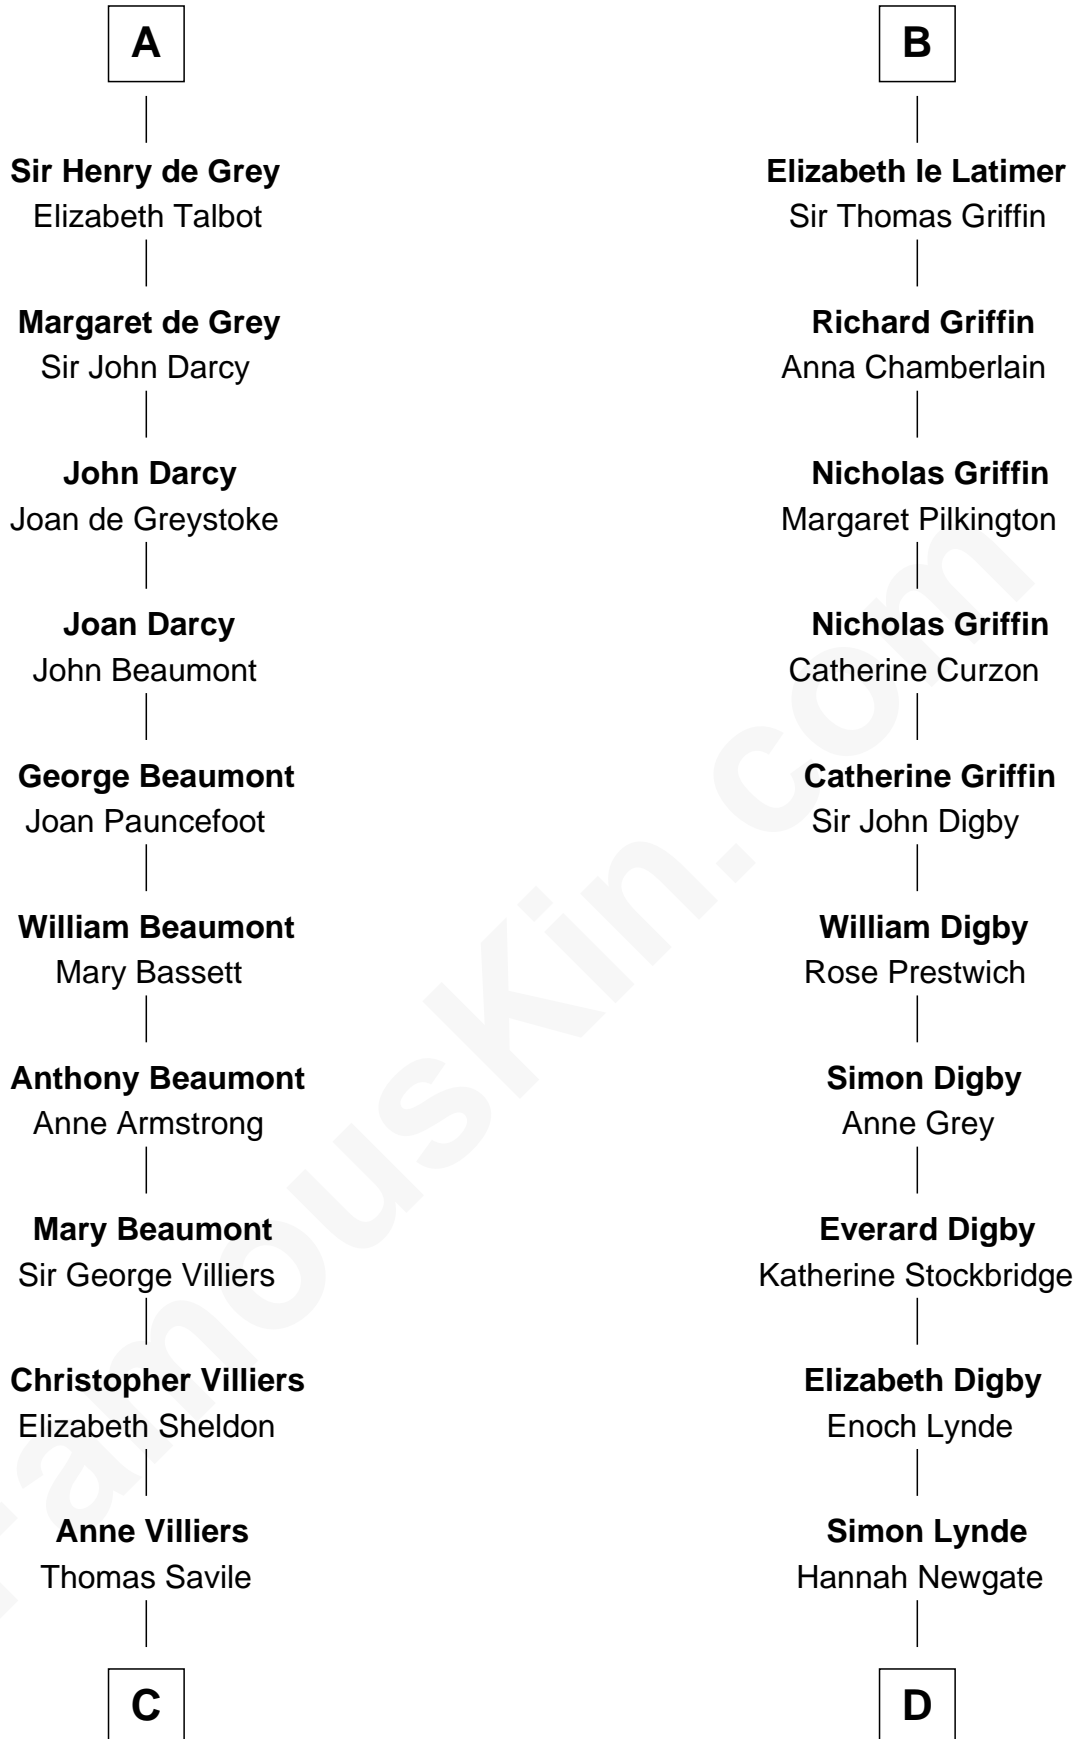 A
Sir Henry de Grey
Elizabeth Talbot
Margaret de Grey
Sir John Darcy
John Darcy
Joan de Greystoke
Joan Darcy
John Beaumont
George Beaumont
Joan Pauncefoot
William Beaumont
Mary Bassett
Anthony Beaumont
Anne Armstrong
Mary Beaumont
Sir George Villiers
Christopher Villiers
Elizabeth Sheldon
Anne Villiers
Thomas Savile
C
B
Elizabeth le Latimer
Sir Thomas Griffin
Richard Griffin
Anna Chamberlain
Nicholas Griffin
Margaret Pilkington
Nicholas Griffin
Catherine Curzon
Catherine Griffin
Sir John Digby
William Digby
Rose Prestwich
Simon Digby
Anne Grey
Everard Digby
Katherine Stockbridge
Elizabeth Digby
Enoch Lynde
Simon Lynde
Hannah Newgate
D
FamousKin.com